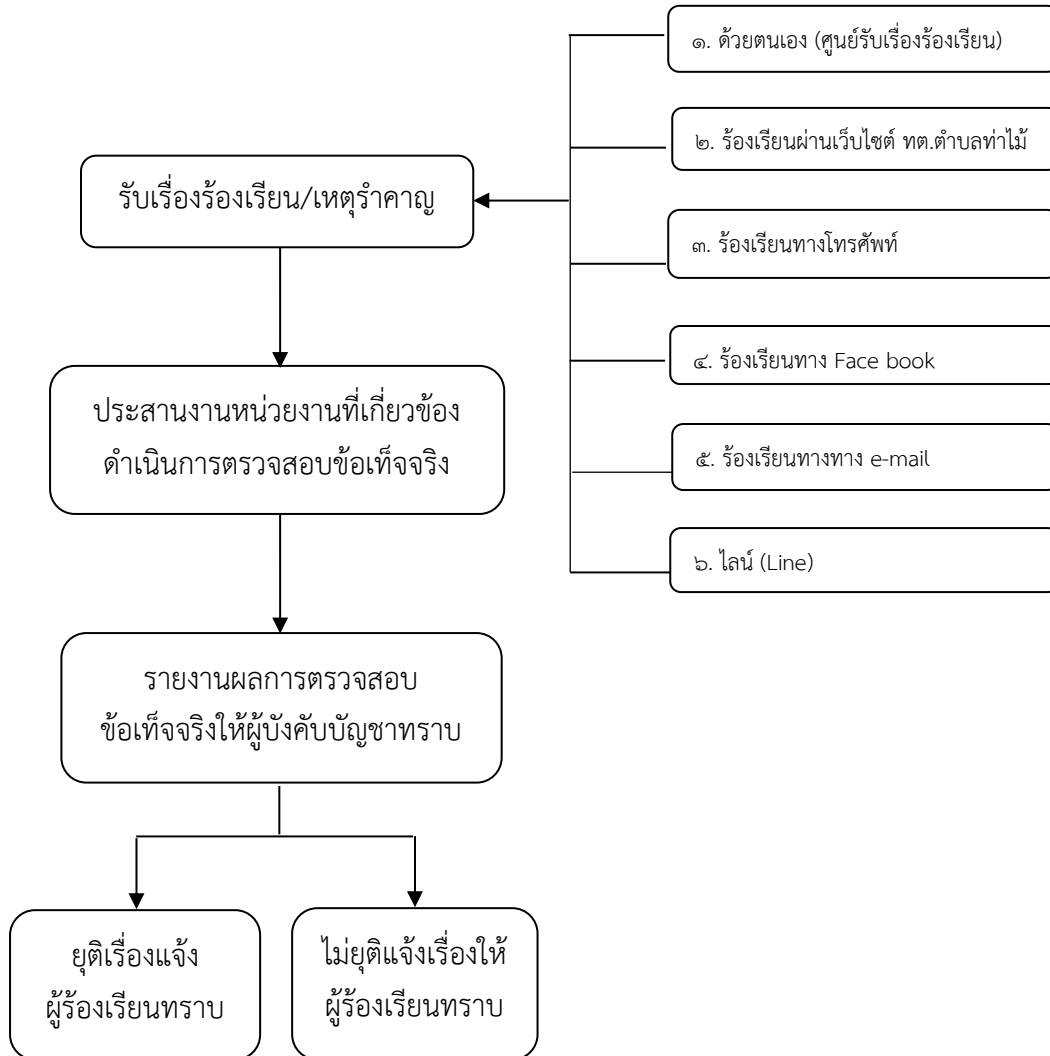 ๑. ด้วยตนเอง (ศูนย์รับเรื่องร้องเรียน)
๒. ร้องเรียนผ่านเว็บไซต์ ทต.ตำบลท่าไม้
รับเรื่องร้องเรียน/เหตุรำคาญ
๓. ร้องเรียนทางโทรศัพท์
๔. ร้องเรียนทาง Face book
ประสานงานหน่วยงานที่เกี่ยวข้อง
ดำเนินการตรวจสอบข้อเท็จจริง
๕. ร้องเรียนทางทาง e-mail
๖. ไลน์ (Line)
รายงานผลการตรวจสอบ
ข้อเท็จจริงให้ผู้บังคับบัญชาทราบ
ยุติเรื่องแจ้ง
ผู้ร้องเรียนทราบ
ไม่ยุติแจ้งเรื่องให้
ผู้ร้องเรียนทราบ